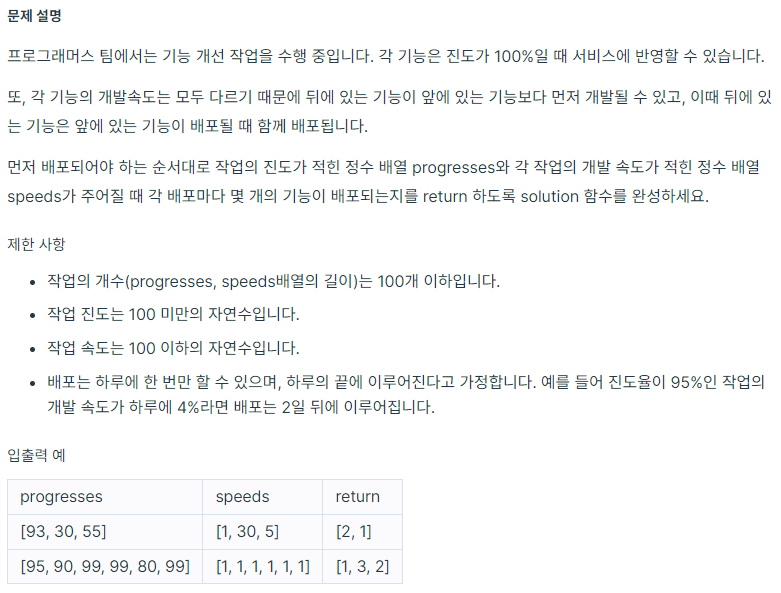 문제 설명
프로그래머스 팀에서는 기능 개선 작업을 수행 중입니다. 각 기능은 진도가 100%일 때 서비스에 반영할 수 있습니다.
또, 각 기능의 개발속도는 모두 다르기 때문에 뒤에 있는 기능이 앞에 있는 기능보다 먼저 개발될 수 있고, 이때 뒤에 있
는 기능은 앞에 있는 기능이 배포될 때 함께 배포됩니다.
먼저 배포되어야 하는 순서대로 작업의 진도가 적힌 정수 배열 progresses와 각 작업의 개발 속도가 적힌 정수 배열
speeds가 주어질 때 각 배포마다 몇 개의 기능이 배포되는지를 return 하도록 solution 함수를 완성하세요.
제한 사항
• 작업의 개수(progresses, speeds배열의 길이)는 100개 이하입니다.
• 작업 진도는 100 미만의 자연수입니다.
• 작업 속도는 100 이하의 자연수입니다.
• 배포는 하루에 한 번만 할 수 있으며, 하루의 끝에 이루어진다고 가정합니다. 예를 들어 진도율이 95%인 작업의
개발 속도가 하루에 4%라면 배포는 2일 뒤에 이루어집니다.
입출력 예
progresses speeds return
[93, 30, 55] [1, 30, 5] [2, 1]
[95, 90, 99, 99, 80, 99] [1, 1, 1, 1, 1, 1] [1, 3, 2]